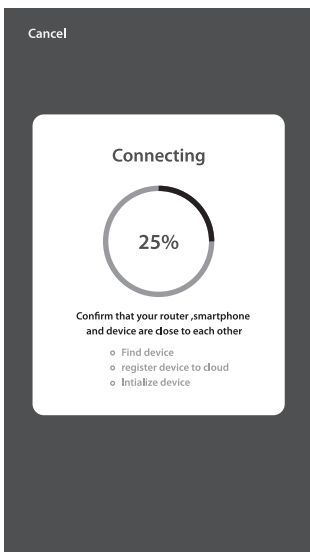 Cancel
Connecting
25%
Confirm that your router ,smartphone
and device are close to each other
Find device
register device to cloud
Intialize device